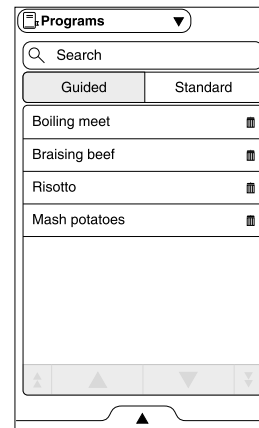 Programs
Search
Guided Standard
Boiling meet
Braising beef
Risotto
Mash potatoes